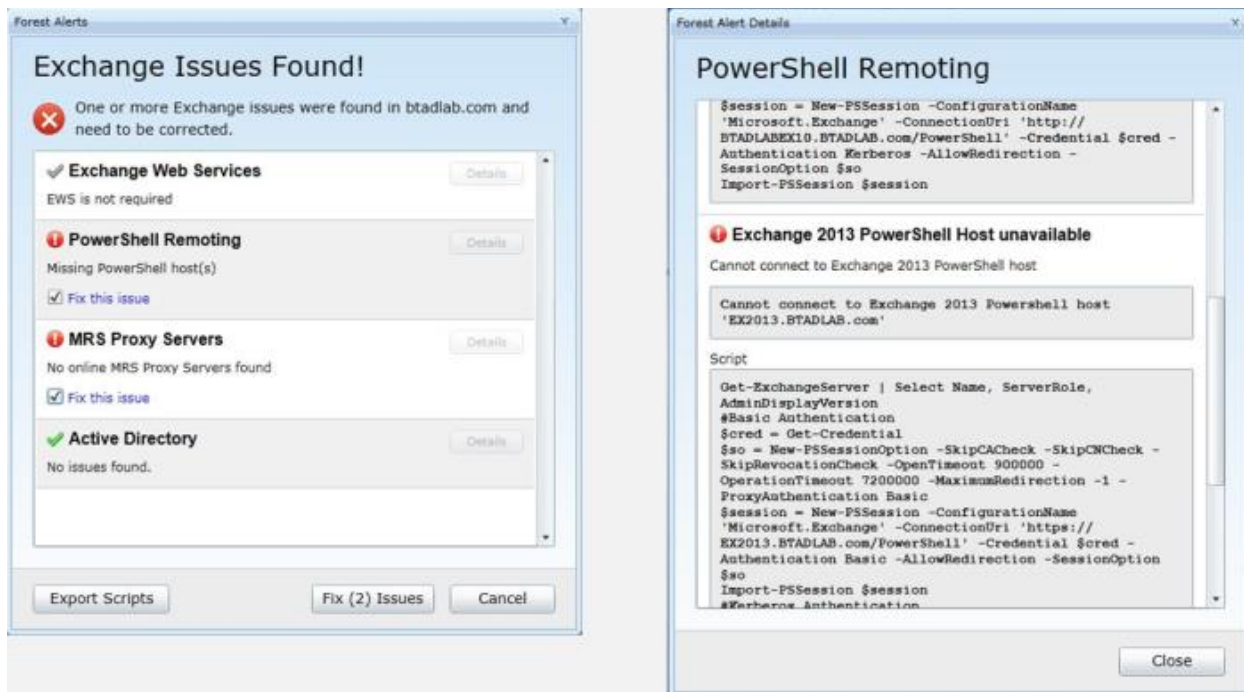 Forest Alerts
Exchange Issues Found!
One or more Exchange issues were found in btadlab.com and
need to be corrected.
Exchange Web Services
Details
EWS is not required
PowerShell Remoting
Details
Missing PowerShell host(s)
Fix this issue
MRS Proxy Servers
Details
No online MRS Proxy Servers found
Fix this issue
Active Directory
Details
No issues found.
Export Scripts
Fix (2) Issues
Cancel
Forest Alert Details
PowerShell Remoting
$session = New-PSSession -ConfigurationName
'Microsoft.Exchange' -ConnectionUri 'http://
BTADLABEX10.BTADLAB.com/PowerShell' -Credential $cred -
Authentication Kerberos -AllowRedirection -
SessionOption $so
Import-PSSession $session
Exchange 2013 PowerShell Host unavailable
Cannot connect to Exchange 2013 PowerShell host
Cannot connect to Exchange 2013 Powershell host
'EX2013.BTADLAB.com'
Script
Get-ExchangeServer | Select Name, ServerRole,
AdminDisplayVersion
#Basic Authentication
$cred = Get-Credential
$so = New-PSSessionOption -SkipCACheck -SkipCNCheck -
SkipRevocationCheck -OpenTimeout 900000 -
OperationTimeout 7200000 -MaximumRedirection -1 -
ProxyAuthentication Basic
$session = New-PSSession -ConfigurationName
'Microsoft.Exchange' -ConnectionUri 'https://
EX2013.BTADLAB.com/PowerShell' -Credential $cred -
Authentication Basic -AllowRedirection -SessionOption
$so
Import-PSSession $session
#Kerberos Authentication
Close